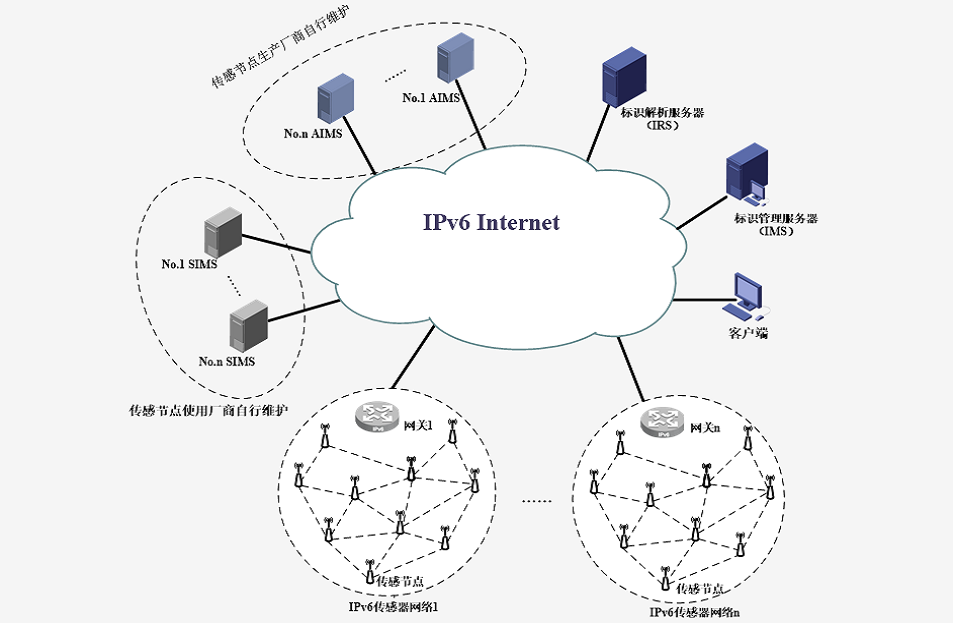 传感节点生产厂商自行维护
No.1 AIMS
No.n AIMS
标识解析服务器
（IRS）
IPv6 Internet
标识管理服务器
（IMS）
No.1 SIMS
客户端
No.n SIMS
传感节点使用厂商自行维护
网关1
网关n
......
传感节点
传感节点
IPv6传感器网络1
IPv6传感器网络n